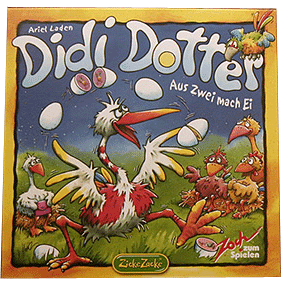 Ariel Laden
Didi Dotter
Aus Zwei mach Ei
Zoch
zum
Spielen
Zicke Zacke